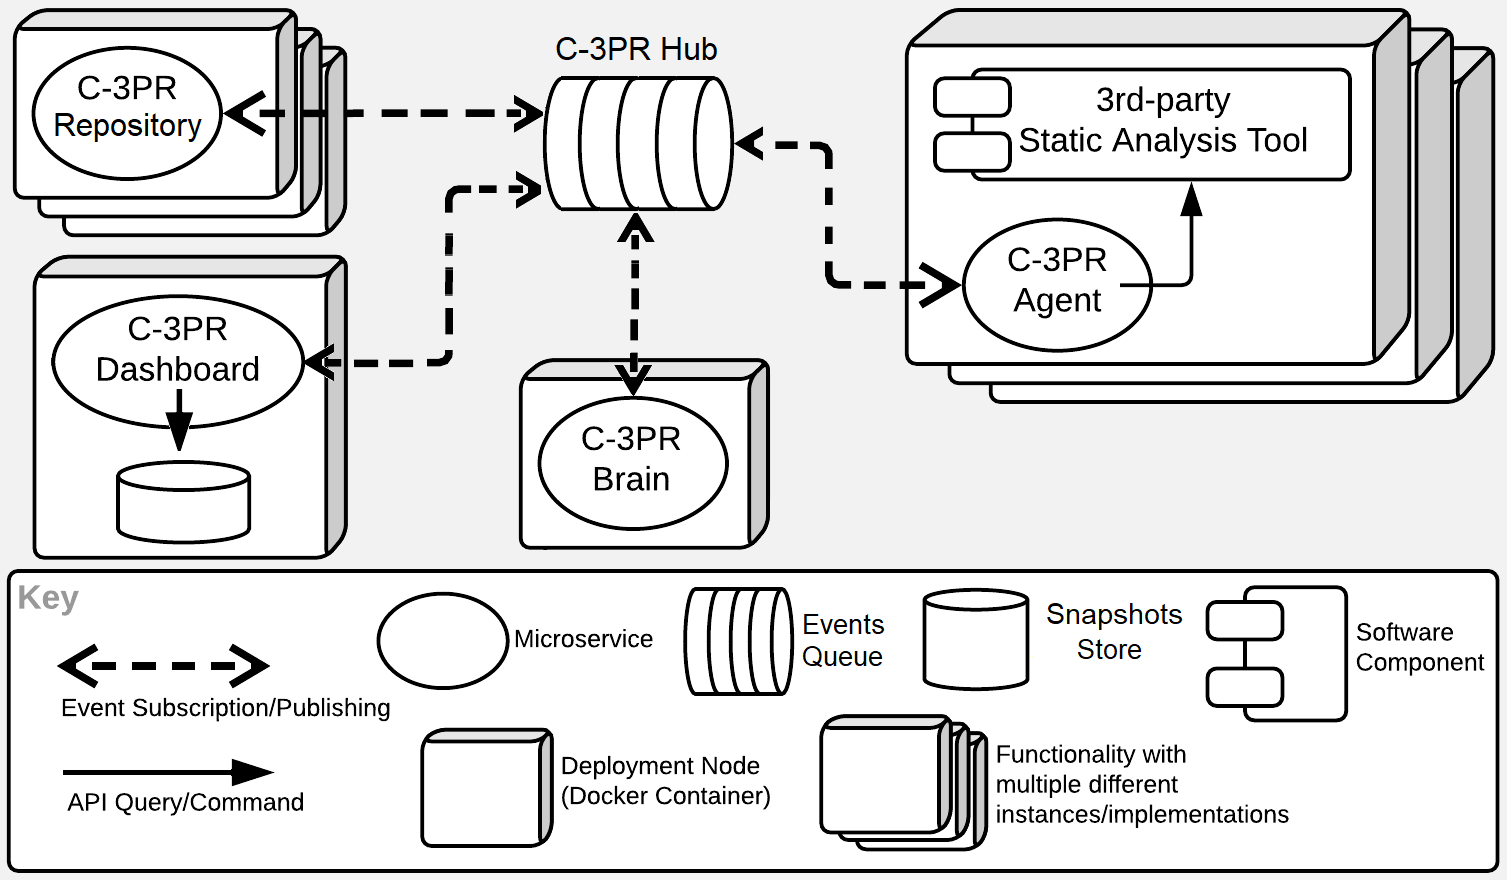 C-3PR
Repository
C-3PR Hub
3rd-party
Static Analysis Tool
C-3PR
Agent
C-3PR
Dashboard
C-3PR
Brain
Key
Event Subscription/Publishing
API Query/Command
Microservice
Events
Queue
Snapshots
Store
Software
Component
Deployment Node
(Docker Container)
Functionality with
multiple different
instances/implementations